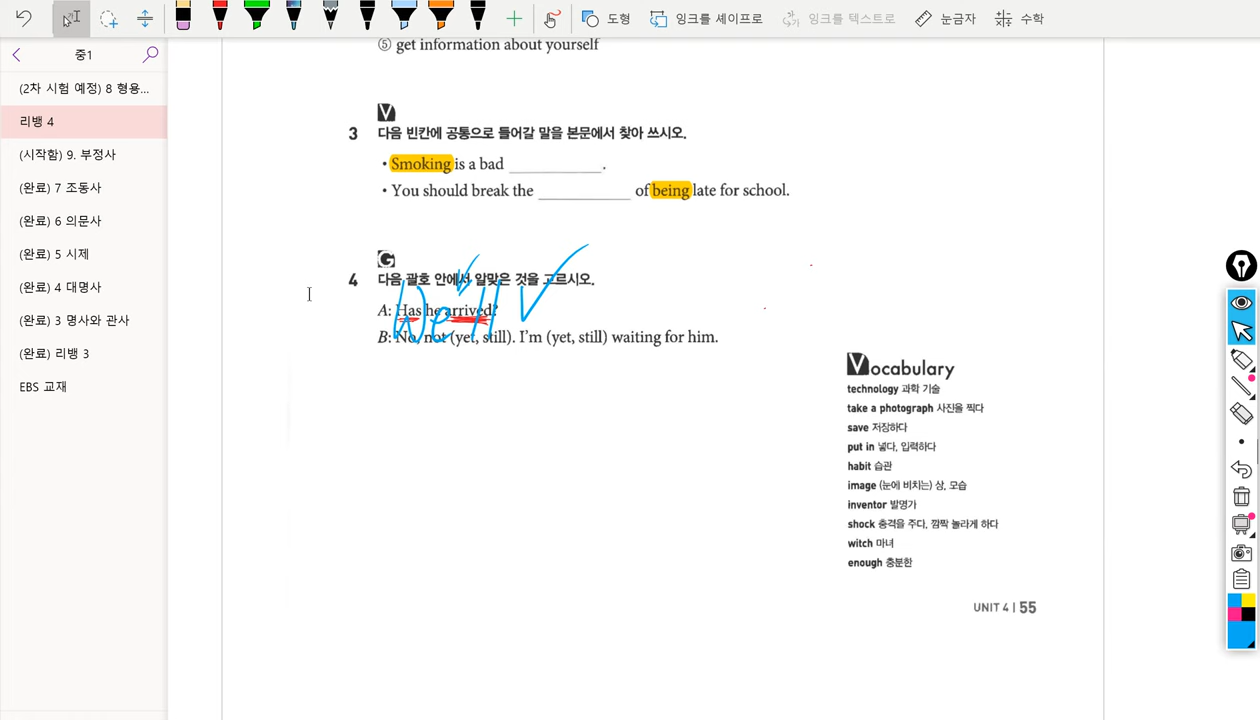 도형
잉크를 셰이프로
잉크를 텍스트로
눈금자
수학
중1
(2차 시험 예정) 8 형용...
리뱅 4
(시작함) 9. 부정사
(완료) 7 조동사
(완료) 6 의문사
(완료) 5 시제
(완료) 4 대명사
(완료) 3 명사와 관사
(완료) 리뱅 3
EBS 교재
⑤ get information about yourself
V
3 다음 빈칸에 공통으로 들어갈 말을 본문에서 찾아 쓰시오.
• Smoking is a bad __________.
• You should break the __________ of being late for school.
G
4 다음 괄호 안에서 알맞은 것을 고르시오.
A: Has he arrived?
B: No, not (yet, still). I'm (yet, still) waiting for him.
Vocabulary
technology 과학 기술
take a photograph 사진을 찍다
save 저장하다
put in 넣다, 입력하다
habit 습관
image (눈에 비치는) 상, 모습
inventor 발명가
shock 충격을 주다, 깜짝 놀라게 하다
witch 마녀
enough 충분한
UNIT 4 | 55